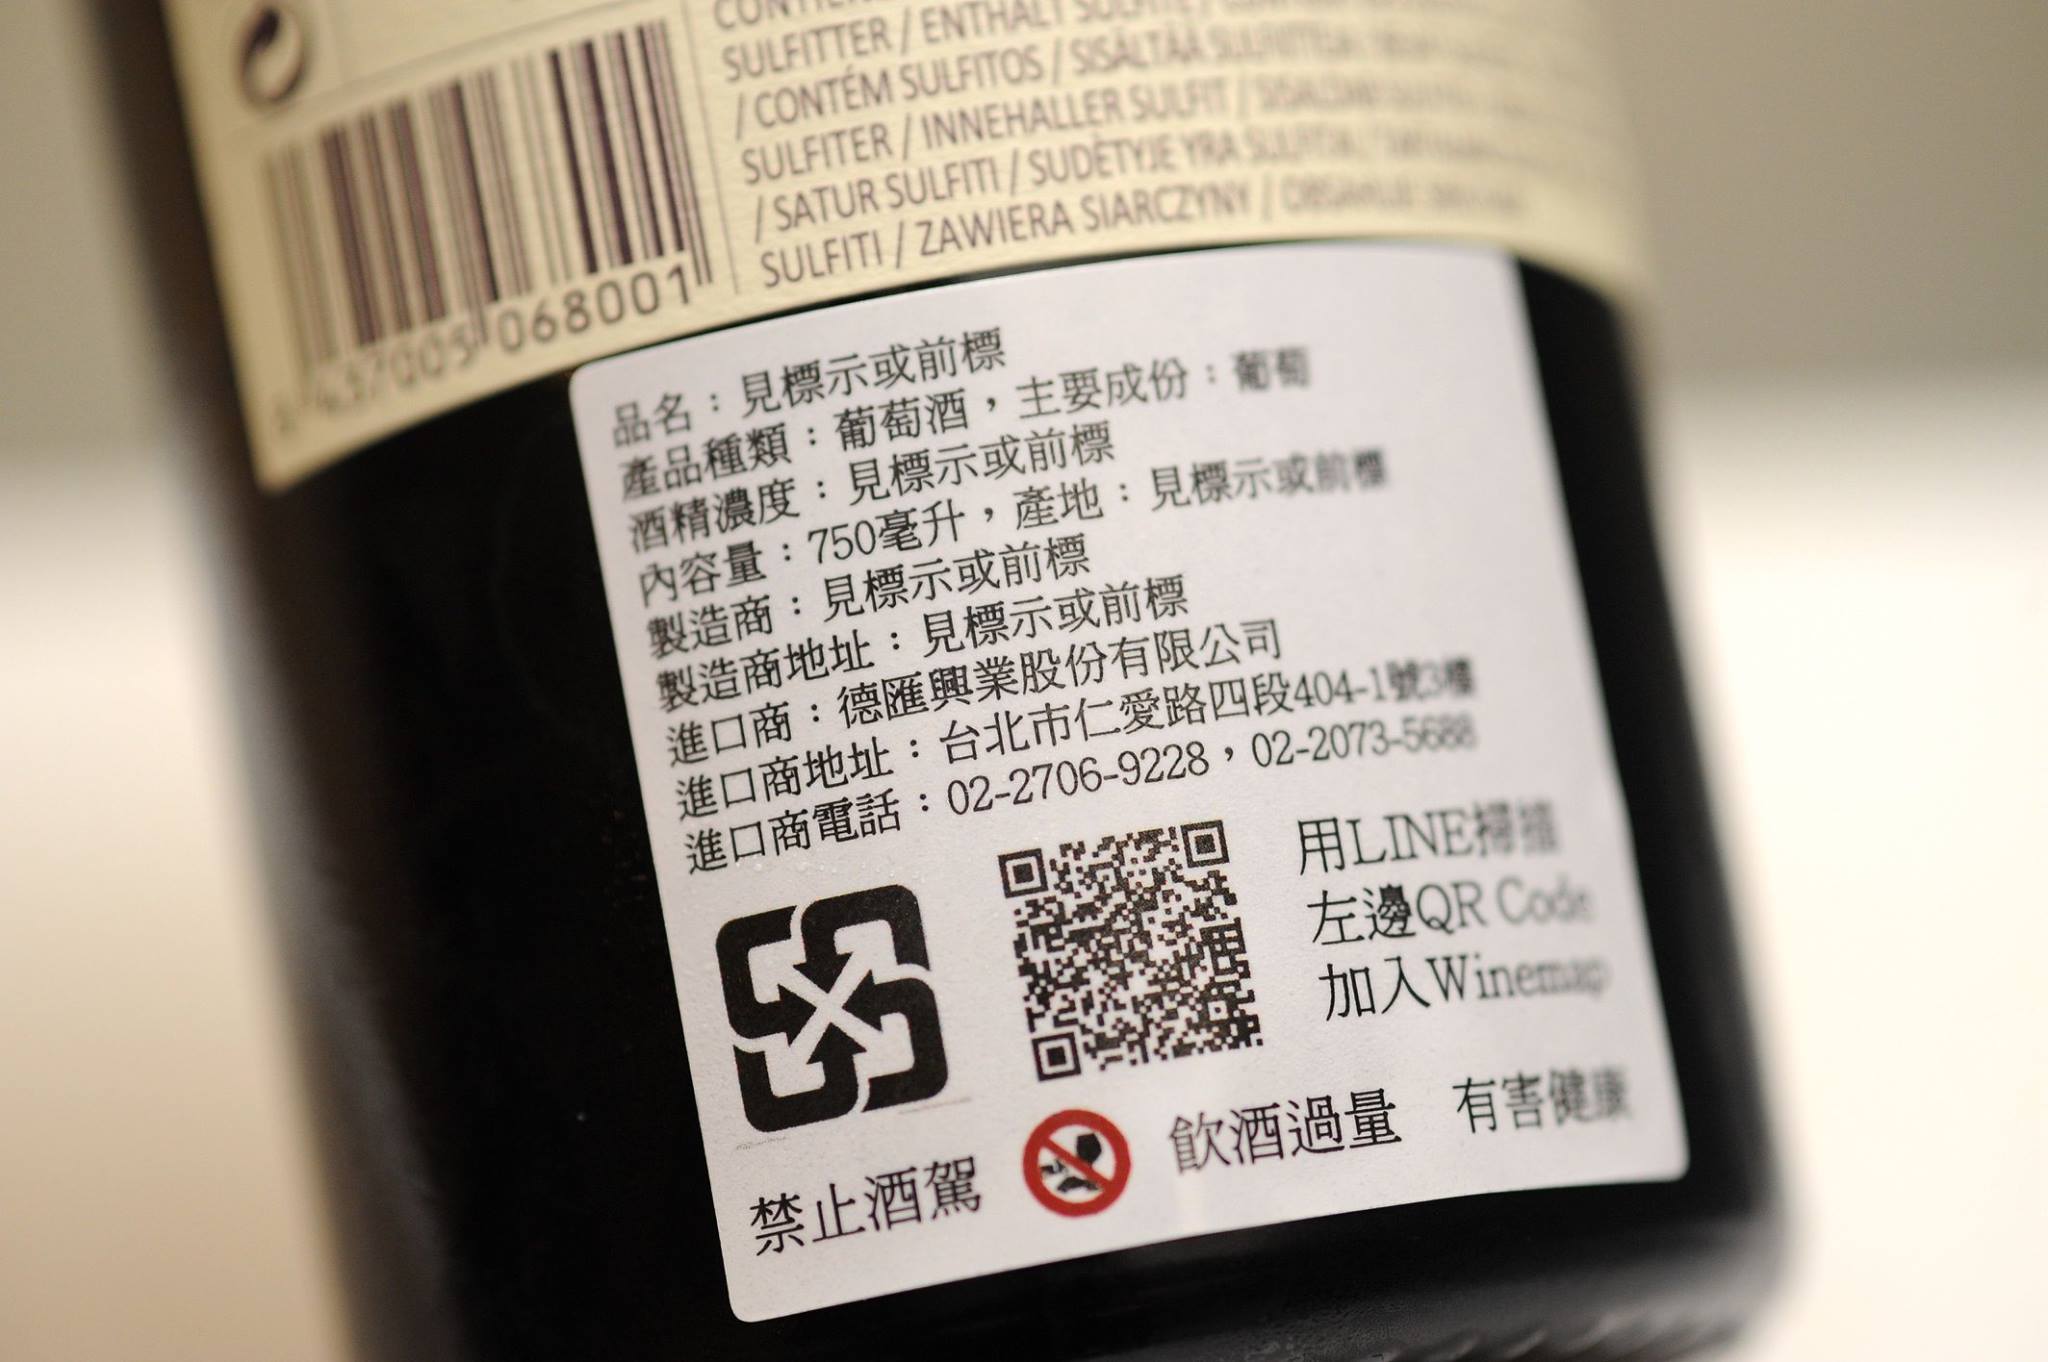 SULFITTER / ENTHÄLT SULFITE /
/ CONTÉM SULFITOS / SISÄLTÄÄ
SULFITER / INNEHALLER SULFIT /
/ SATUR SULFITI / SUDĖTYJE YRA
SULFITI / ZAWIERA SIARCZYNY /
437005 068001
品名：見標示或前標
產品種類：葡萄酒，主要成份：葡萄
酒精濃度：見標示或前標
內容量：750毫升，產地：見標示或前標
製造商：見標示或前標
製造商地址：見標示或前標
進口商：德匯興業股份有限公司
進口商地址：台北市仁愛路四段404-1號3樓
進口商電話：02-2706-9228，02-2073-5688
用LINE掃描
左邊QR Code
加入Winemap
禁止酒駕 飲酒過量 有害健康